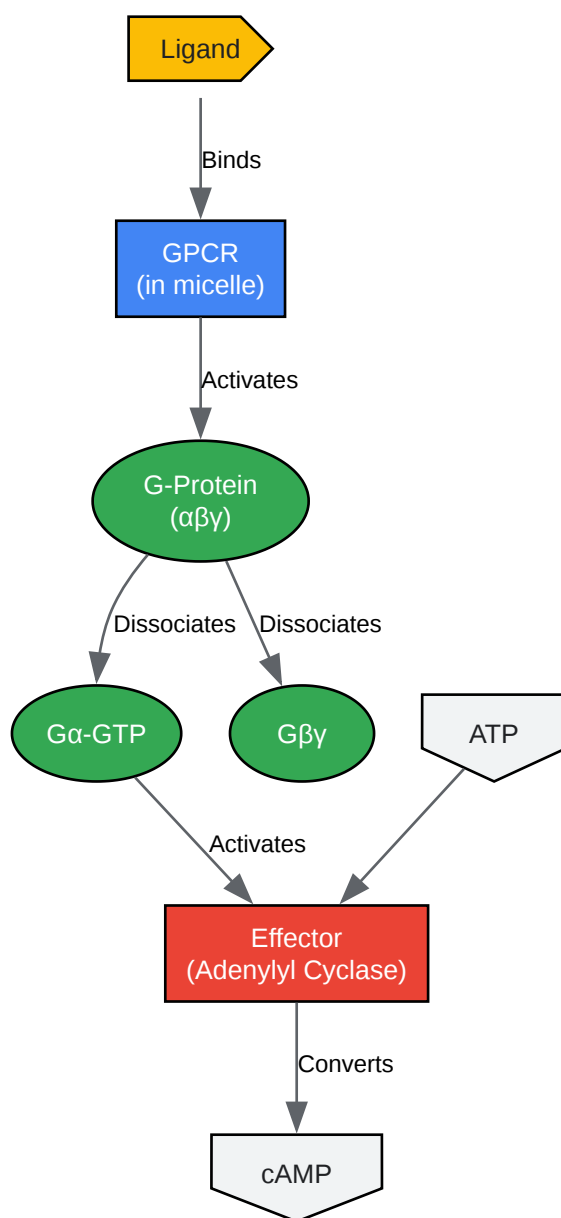 Ligand
Binds
GPCR
(in micelle)
Activates
G-Protein
(αβγ)
Dissociates
Dissociates
Gα-GTP
Gβγ
ATP
Activates
Effector
(Adenylyl Cyclase)
Converts
cAMP